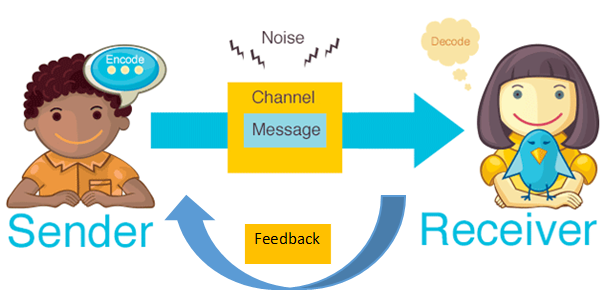 Noise
Encode
Decode
Channel
Message
Sender
Feedback
Receiver